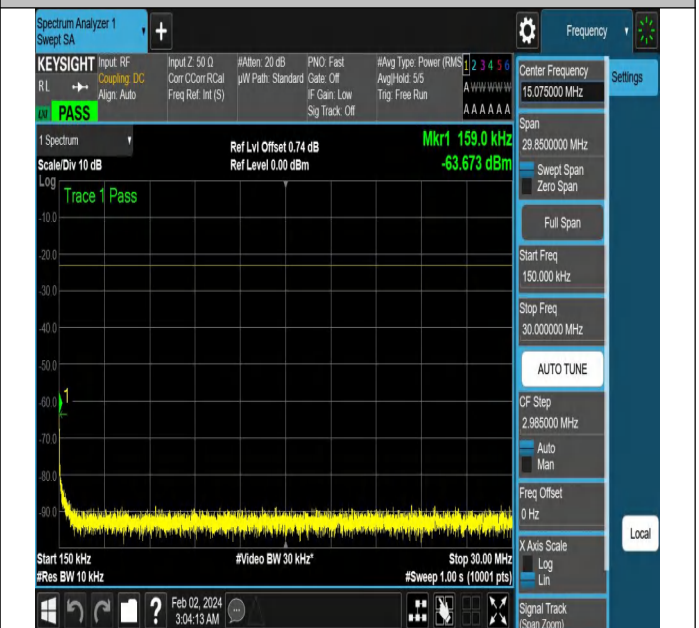 Spectrum Analyzer 1
Swept SA
Frequency
KEYSIGHT
RL
Input: RF
Coupling: DC
Align: Auto
Input Z: 50 Ω
Corr CCorr RCal
Freq Ref: Int (S)
#Atten: 20 dB
µW Path: Standard
PNO: Fast
Gate: Off
IF Gain: Low
Sig Track: Off
#Avg Type: Power (RMS
Avg|Hold: 5/5
Trig: Free Run
1 2 3 4 5 6
A W W W W W
A A A A A A
PASS
1 Spectrum
Scale/Div 10 dB
Ref Lvl Offset 0.74 dB
Ref Level 0.00 dBm
Mkr1 159.0 kHz
-63.673 dBm
Log
Trace 1 Pass
-10.0
-20.0
-30.0
-40.0
-50.0
-60.0
-70.0
-80.0
-90.0
1
Start 150 kHz
#Res BW 10 kHz
#Video BW 30 kHz*
Stop 30.00 MHz
#Sweep 1.00 s (10001 pts)
Feb 02, 2024
3:04:13 AM
Center Frequency
15.075000 MHz
Settings
Span
29.8500000 MHz
Swept Span
Zero Span
Full Span
Start Freq
150.000 kHz
Stop Freq
30.000000 MHz
AUTO TUNE
CF Step
2.985000 MHz
Auto
Man
Freq Offset
0 Hz
X Axis Scale
Log
Lin
Local
Signal Track
(Span Zoom)